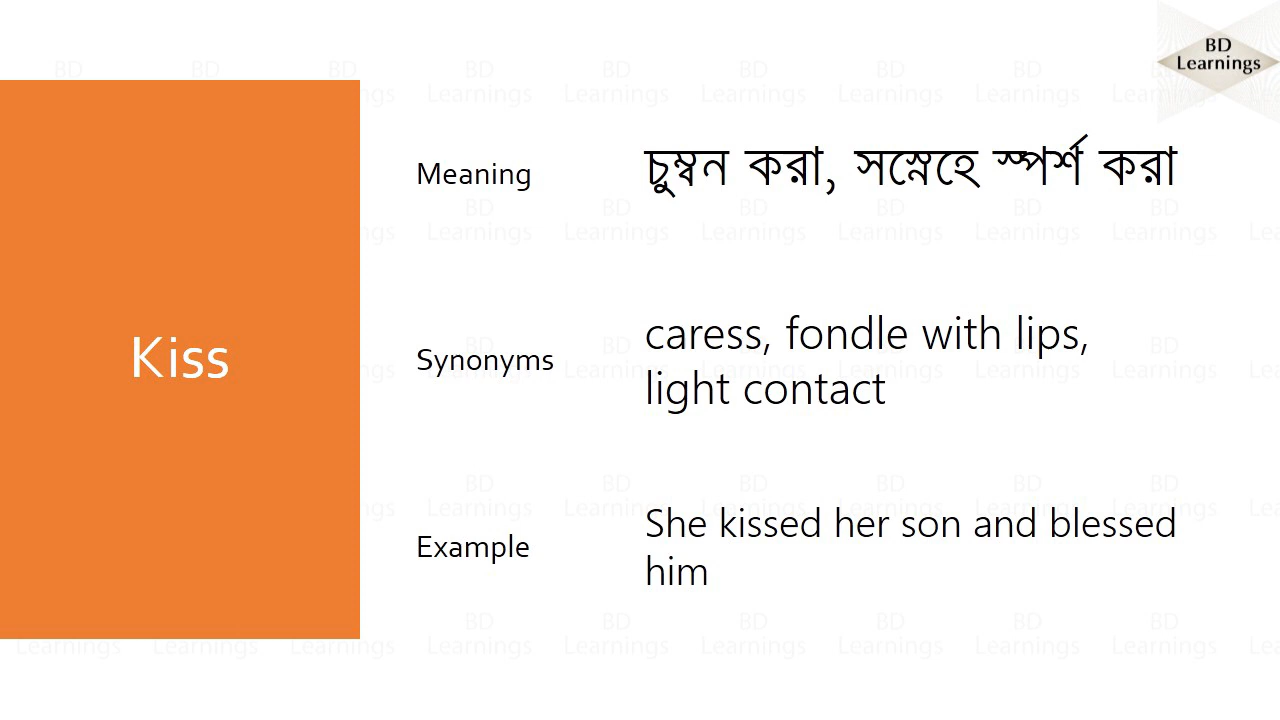 BD
Learnings
Kiss
Meaning
চুম্বন করা, সস্নেহে স্পর্শ করা
Synonyms
caress, fondle with lips,
light contact
Example
She kissed her son and blessed
him